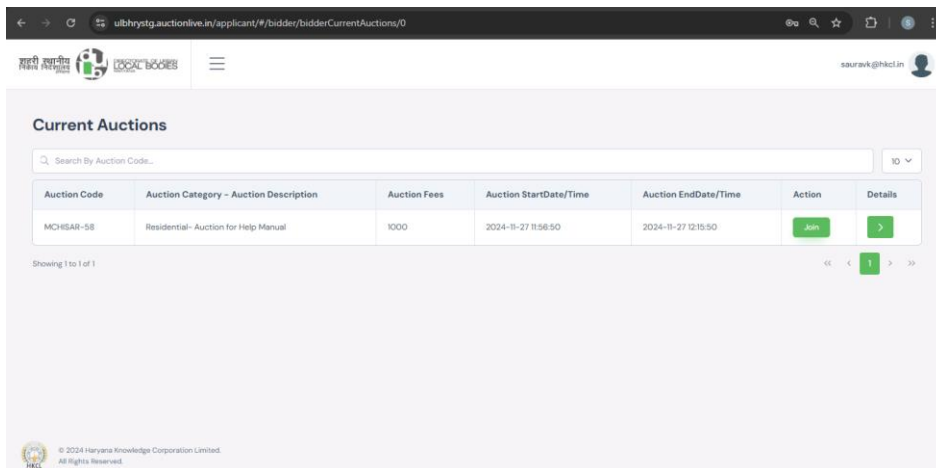 ulbhrystg.auctionlive.in/applicant/#/bidder/bidderCurrentAuctions/0
शहरी स्थानीय
निकाय निदेशालय
LOCAL BODIES
sauravk@hkcl.in
Current Auctions
Search By Auction Code...
10
Auction Code Auction Category - Auction Description Auction Fees Auction StartDate/Time Auction EndDate/Time Action Details
MCHISAR-58 Residential- Auction for Help Manual 1000 2024-11-27 11:56:50 2024-11-27 12:15:50 Join
Showing 1 to 1 of 1
<< < 1 > >>
© 2024 Haryana Knowledge Corporation Limited.
All Rights Reserved.
HKCL